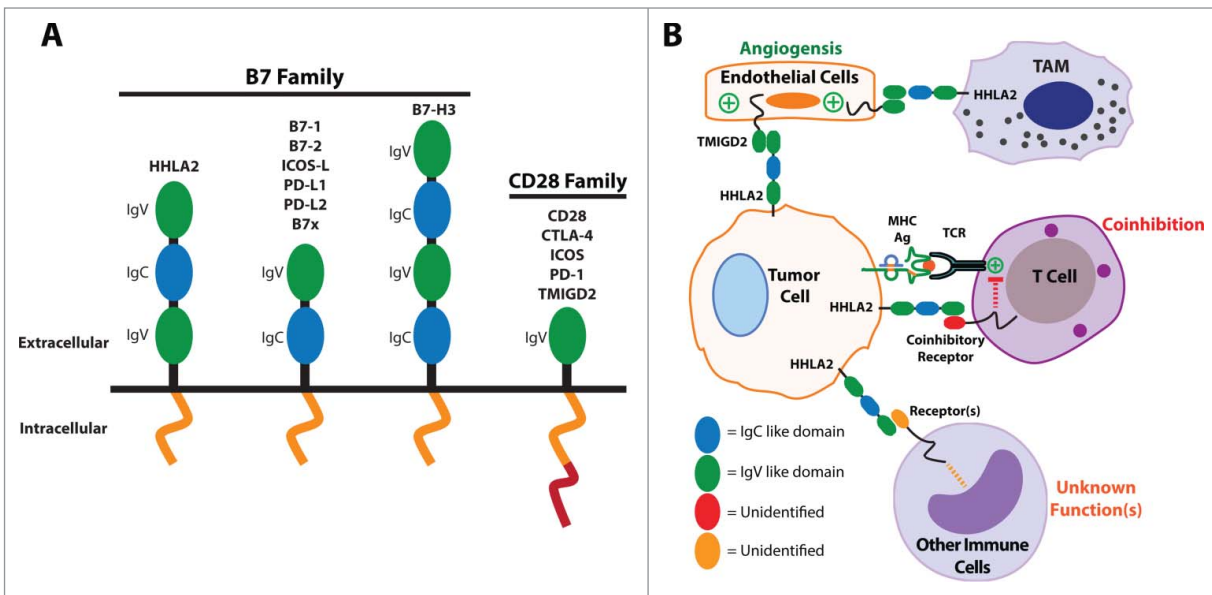 A
B7 Family
HHLA2
IgV
IgC
IgV
B7-1
B7-2
ICOS-L
PD-L1
PD-L2
B7x
IgV
IgC
B7-H3
IgV
IgC
IgV
IgC
CD28 Family
CD28
CTLA-4
ICOS
PD-1
TMIGD2
IgV
Extracellular
Intracellular
B
Angiogensis
Endothelial Cells
+
+
TMIGD2
HHLA2
HHLA2
TAM
MHC
Ag
TCR
Coinhibition
+
T Cell
Tumor
Cell
HHLA2
Coinhibitory
Receptor
HHLA2
Receptor(s)
Unknown
Function(s)
Other Immune
Cells
= IgC like domain
= IgV like domain
= Unidentified
= Unidentified